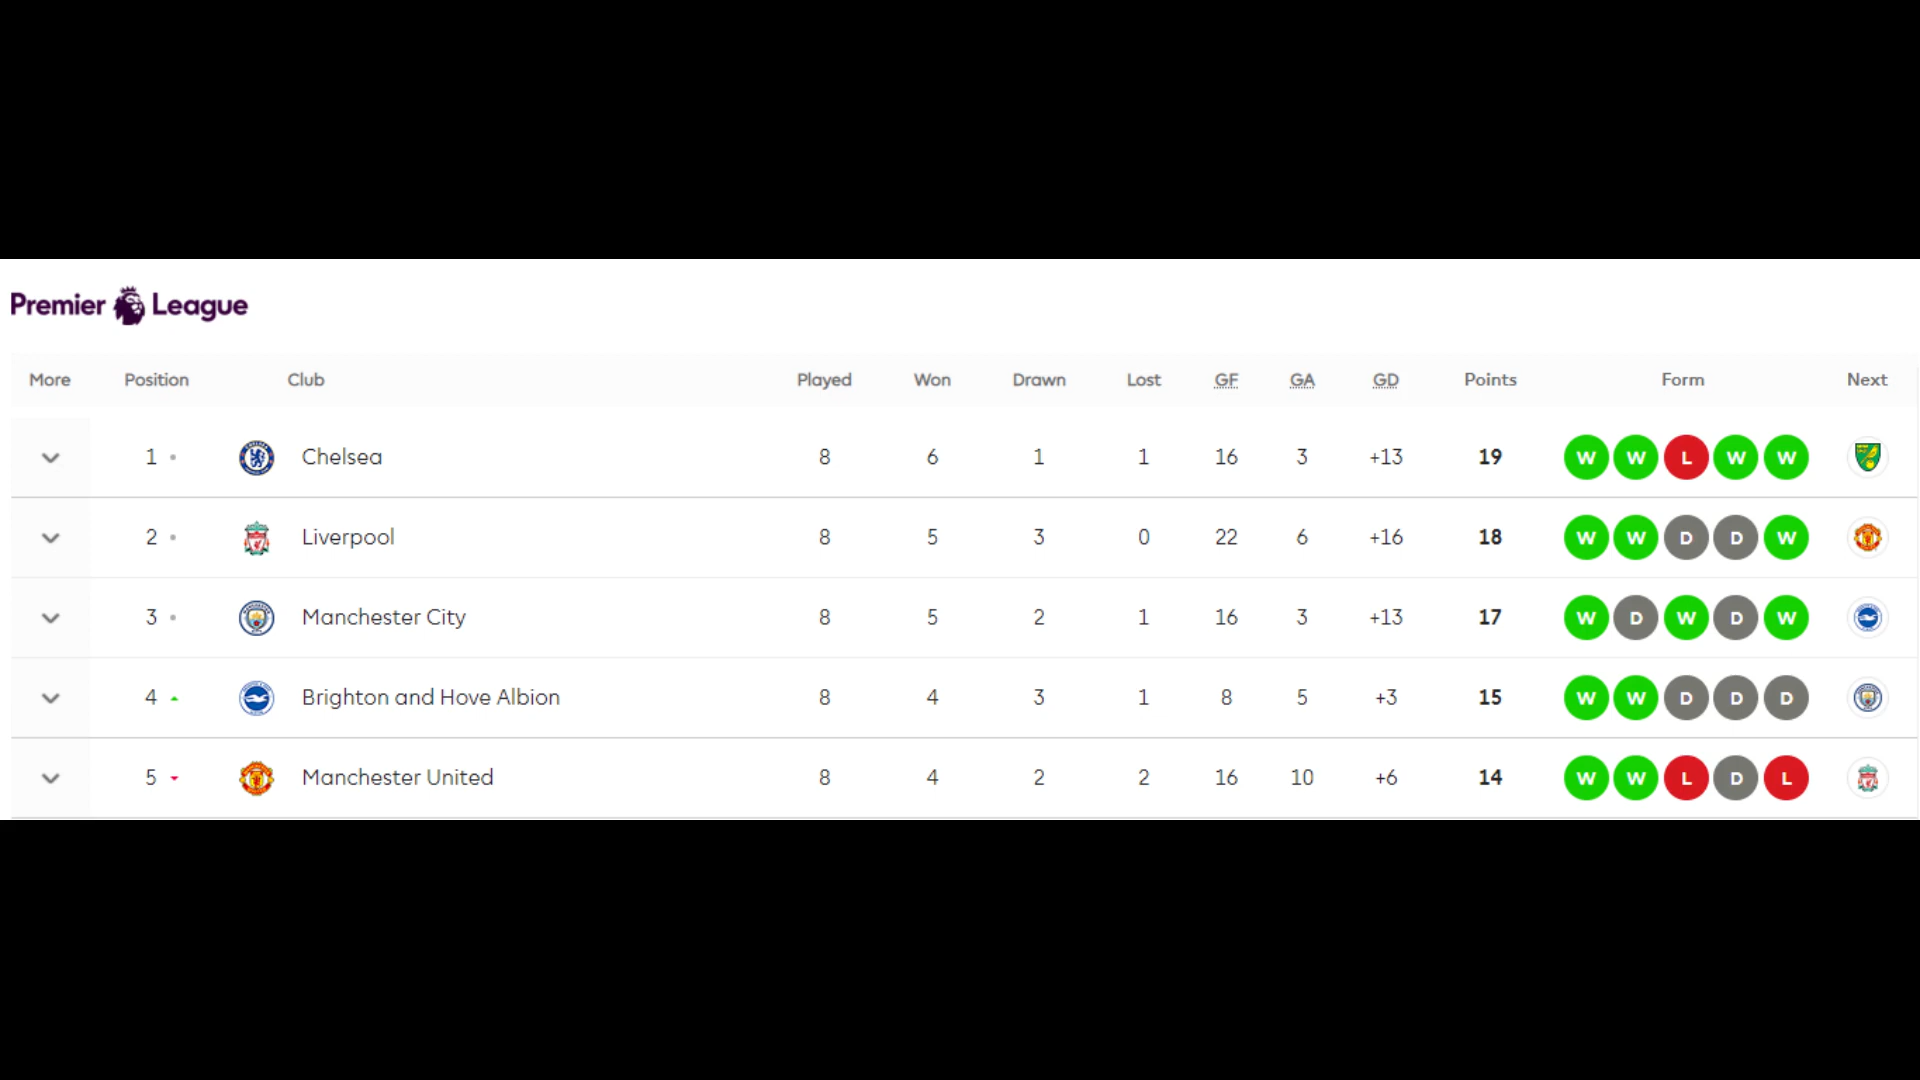 Premier League
More Position Club Played Won Drawn Lost GF GA GD Points Form Next
1 Chelsea 8 6 1 1 16 3 +13 19 W W L W W
2 Liverpool 8 5 3 0 22 6 +16 18 W W D D W
3 Manchester City 8 5 2 1 16 3 +13 17 W D W D W
4 Brighton and Hove Albion 8 4 3 1 8 5 +3 15 W W D D D
5 Manchester United 8 4 2 2 16 10 +6 14 W W L D L